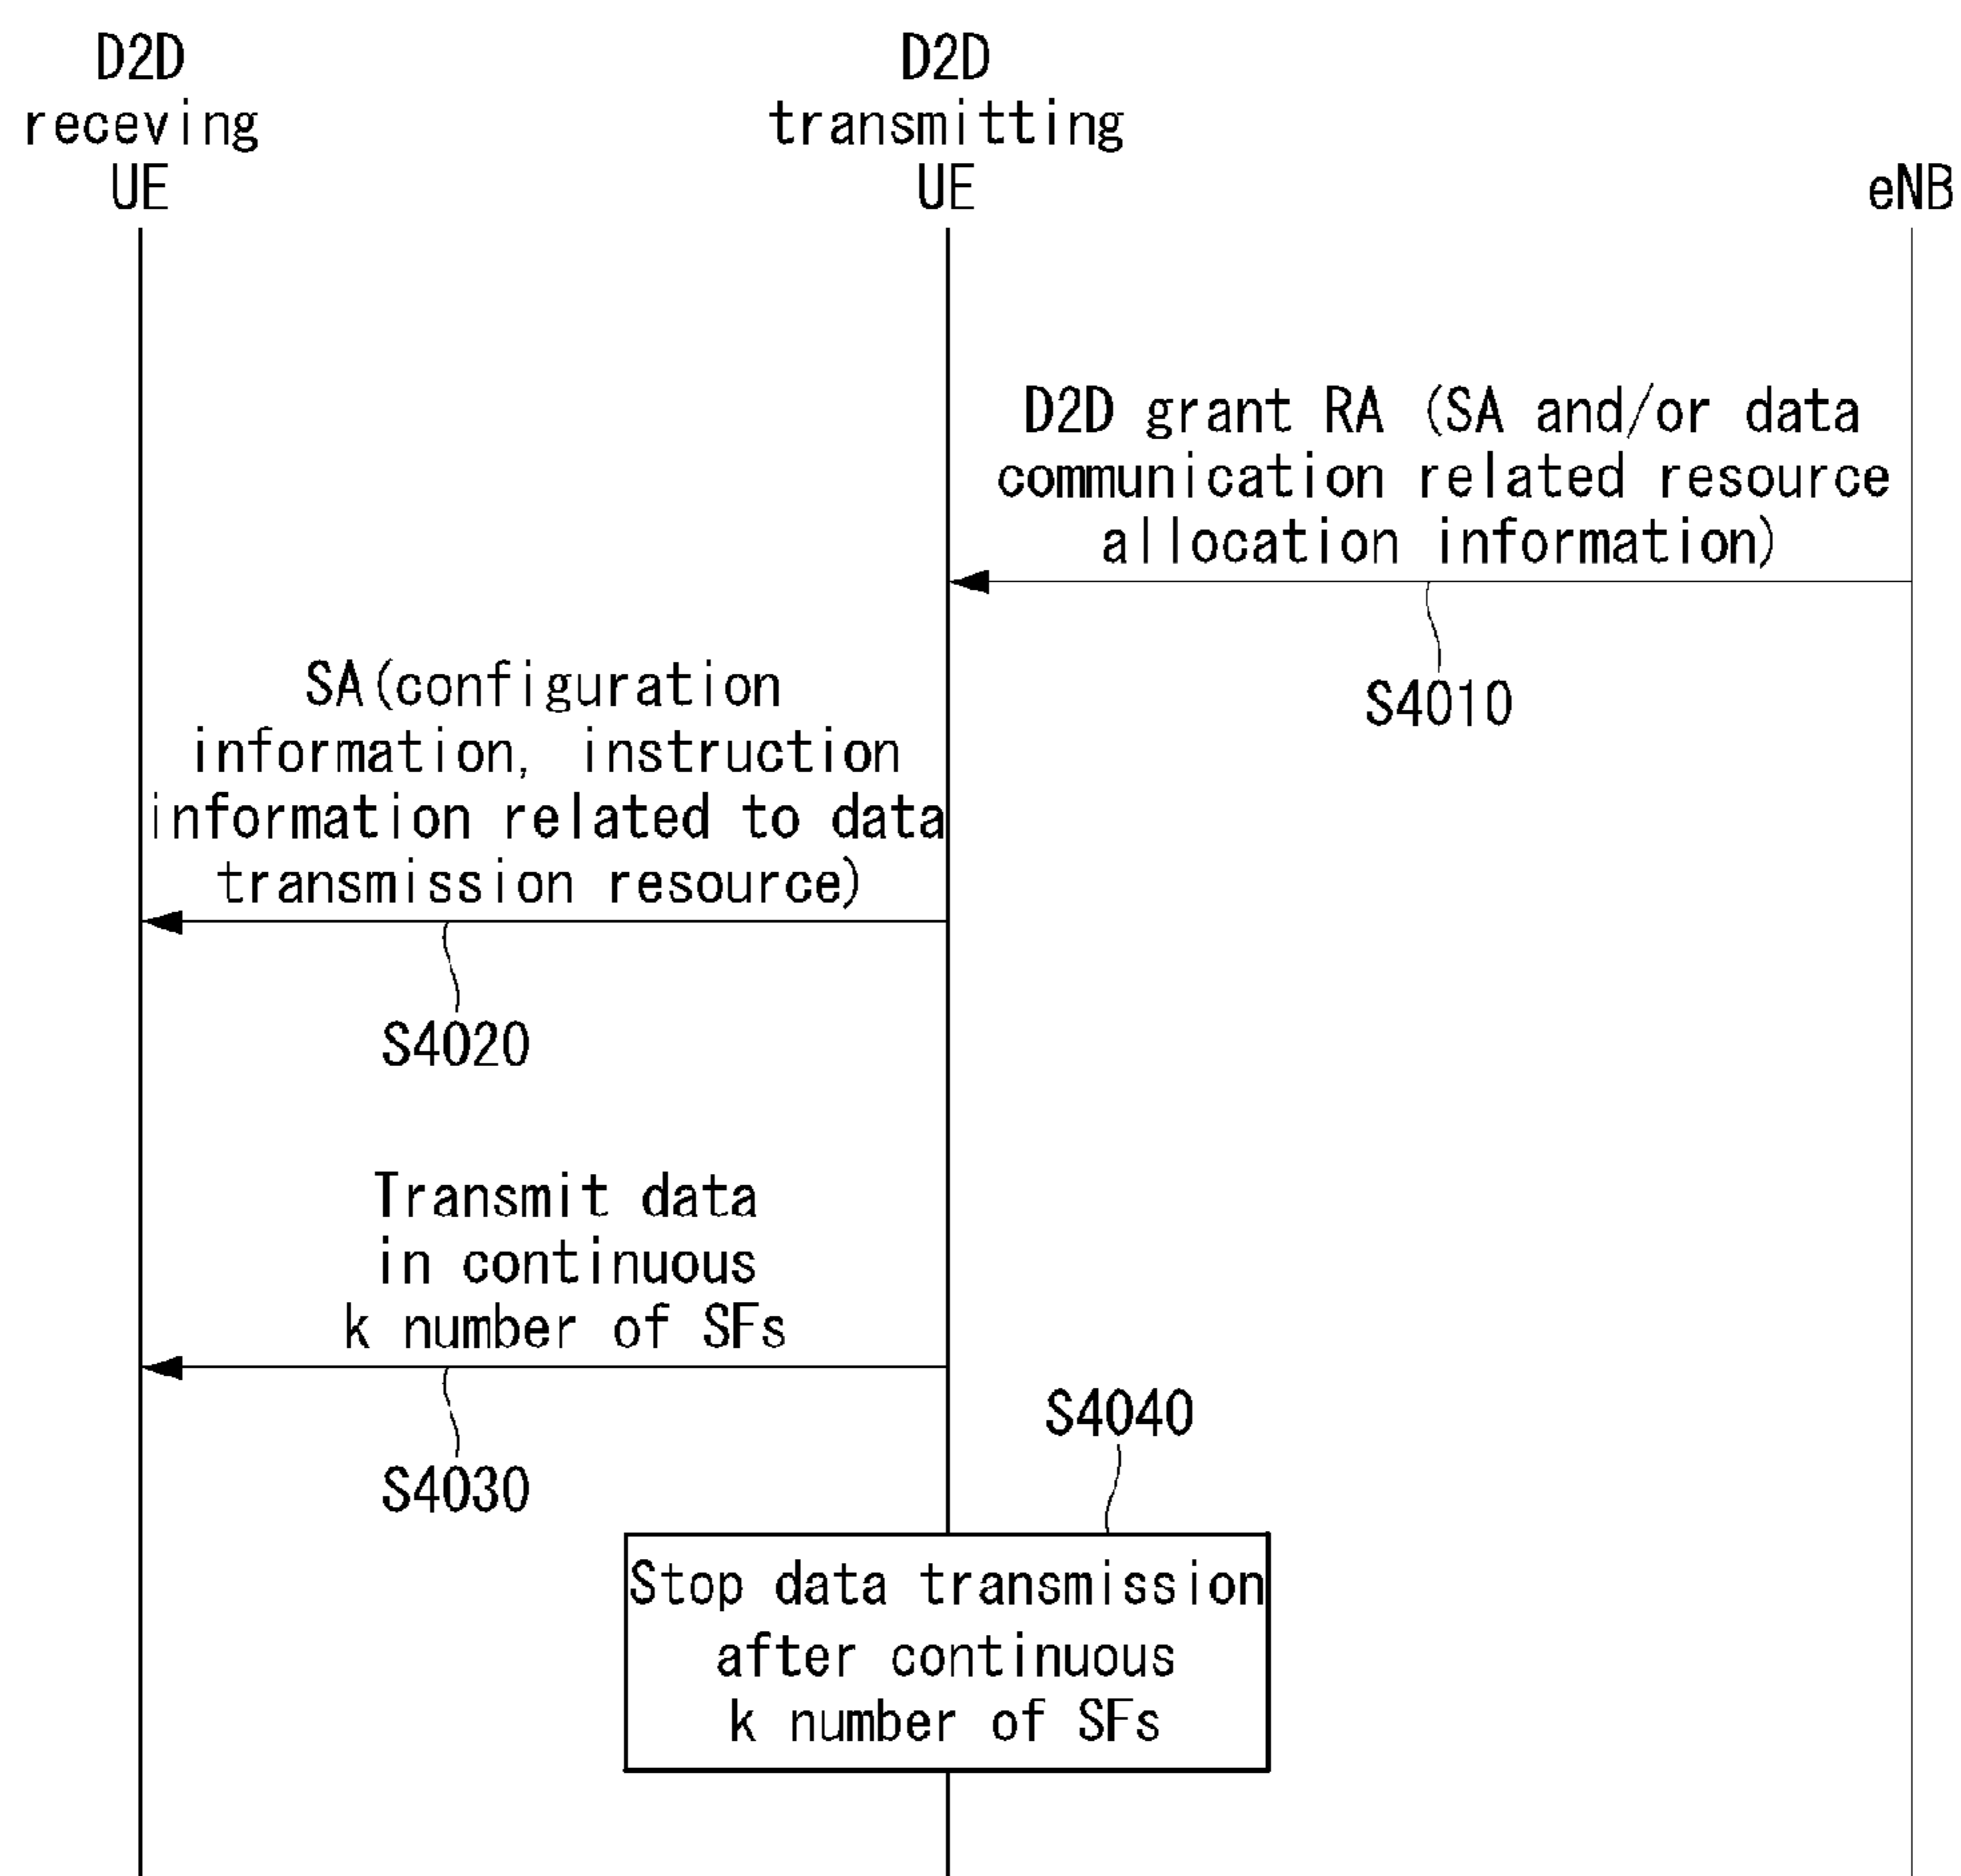 D2D
receving
UE
D2D
transmitting
UE
eNB
D2D grant RA (SA and/or data
communication related resource
allocation information)
S4010
SA(configuration
information, instruction
information related to data
transmission resource)
S4020
Transmit data
in continuous
k number of SFs
S4030
S4040
Stop data transmission
after continuous
k number of SFs